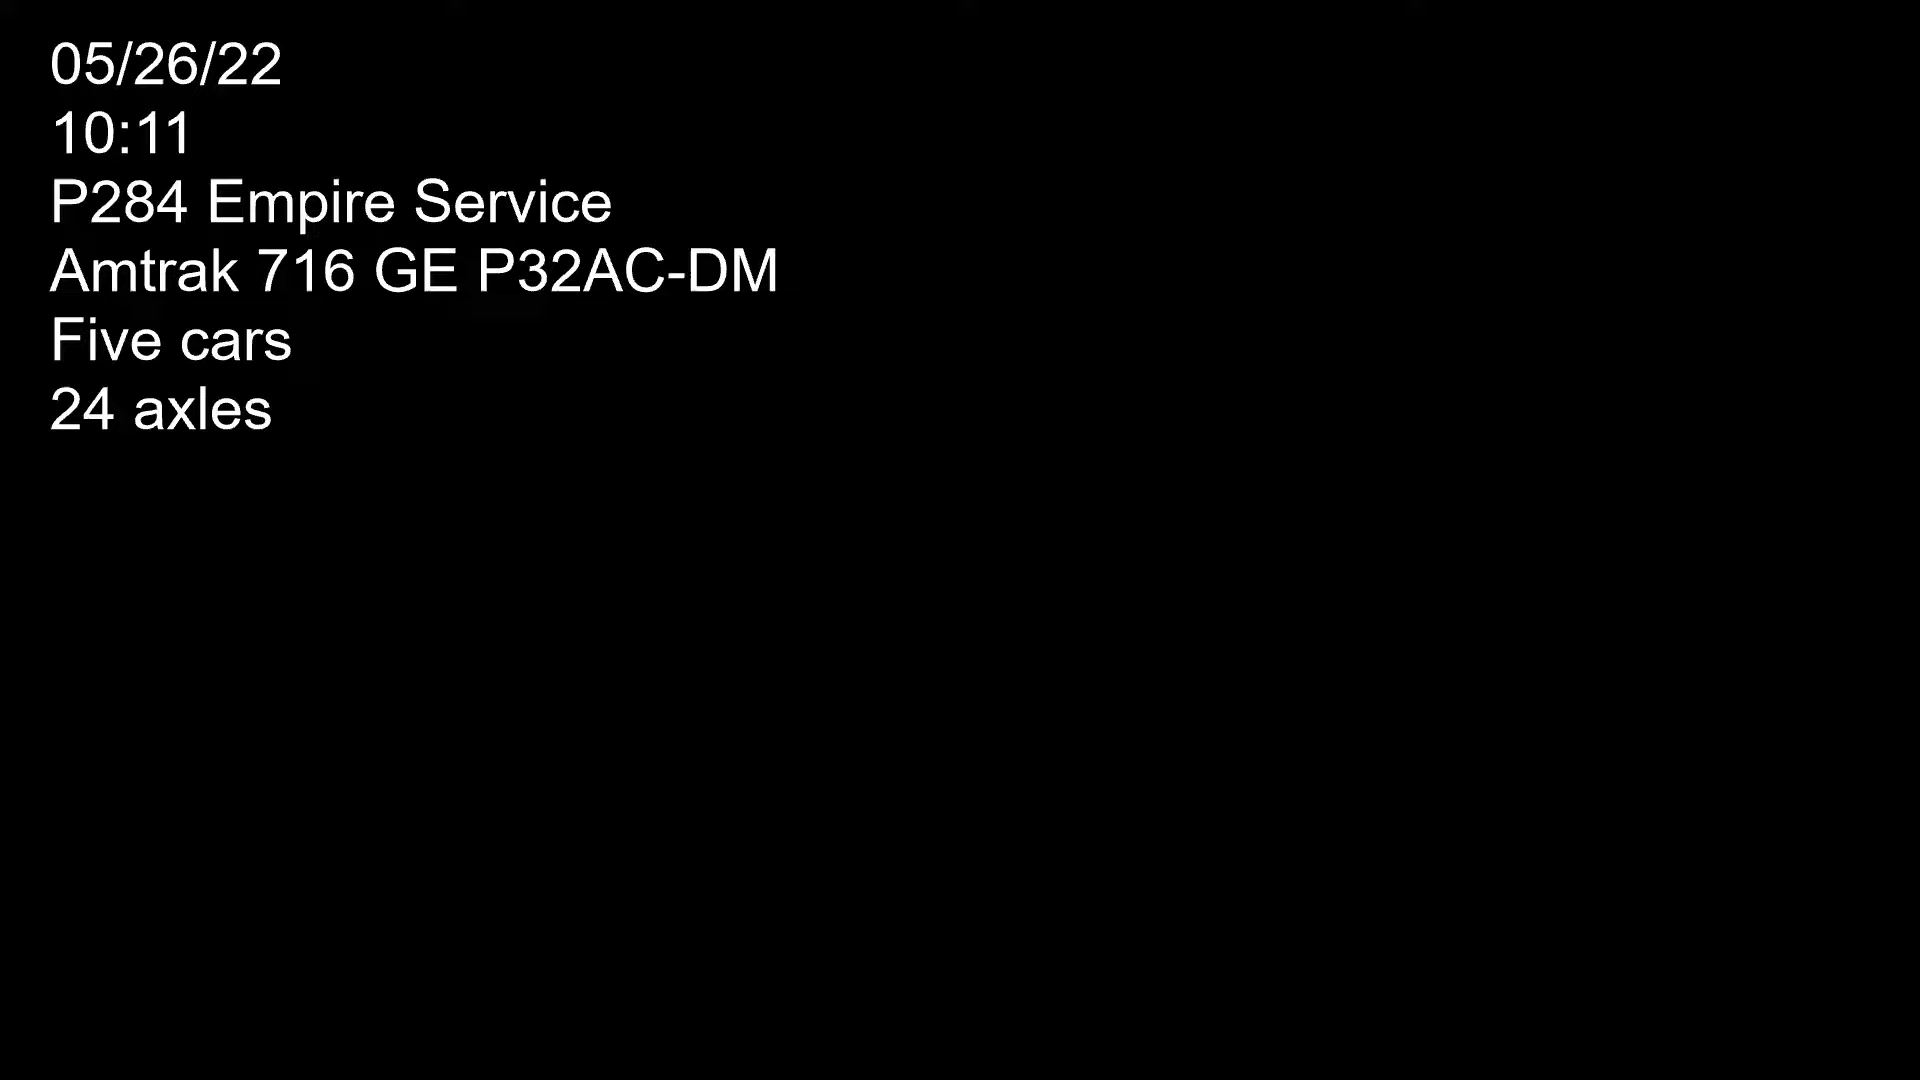 05/26/22
10:11
P284 Empire Service
Amtrak 716 GE P32AC-DM
Five cars
24 axles